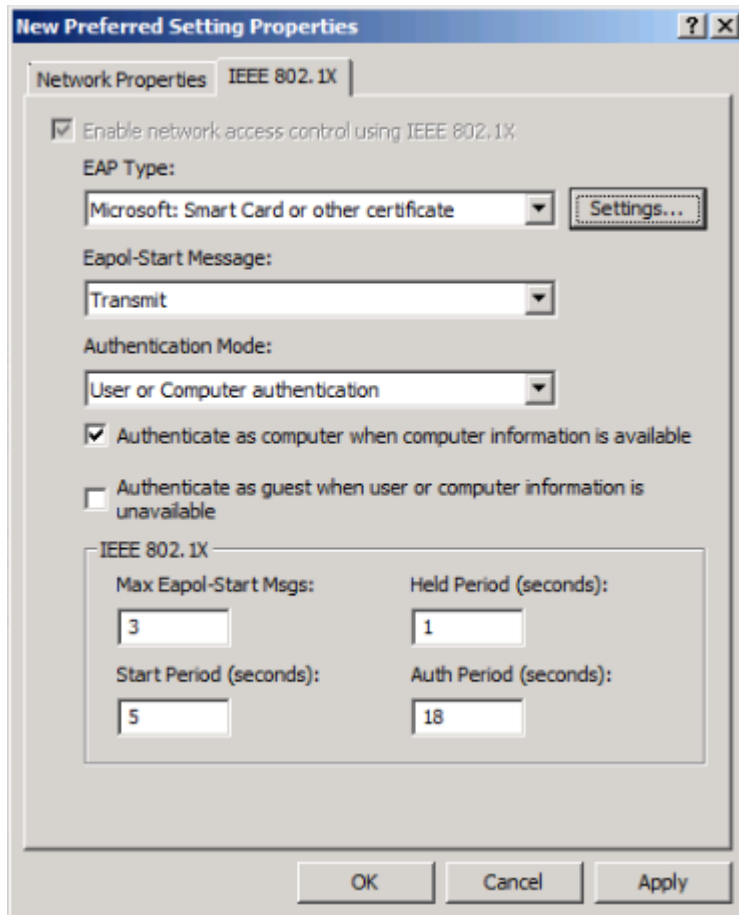 New Preferred Setting Properties
Network Properties
IEEE 802.1X
Enable network access control using IEEE 802.1X
EAP Type:
Microsoft: Smart Card or other certificate
Settings...
Eapol-Start Message:
Transmit
Authentication Mode:
User or Computer authentication
Authenticate as computer when computer information is available
Authenticate as guest when user or computer information is
unavailable
IEEE 802.1X
Max Eapol-Start Msgs:
Held Period (seconds):
3
1
Start Period (seconds):
Auth Period (seconds):
5
18
OK
Cancel
Apply